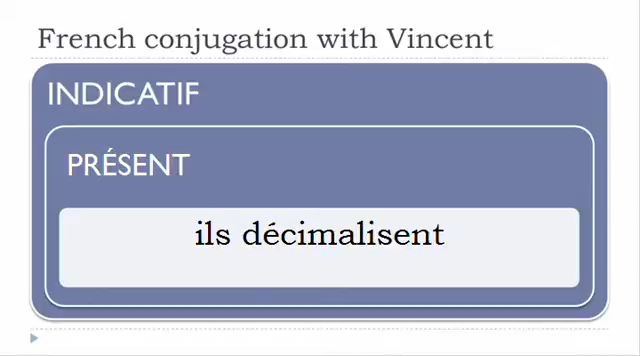 French conjugation with Vincent
INDICATIF
PRÉSENT
ils décimalisent